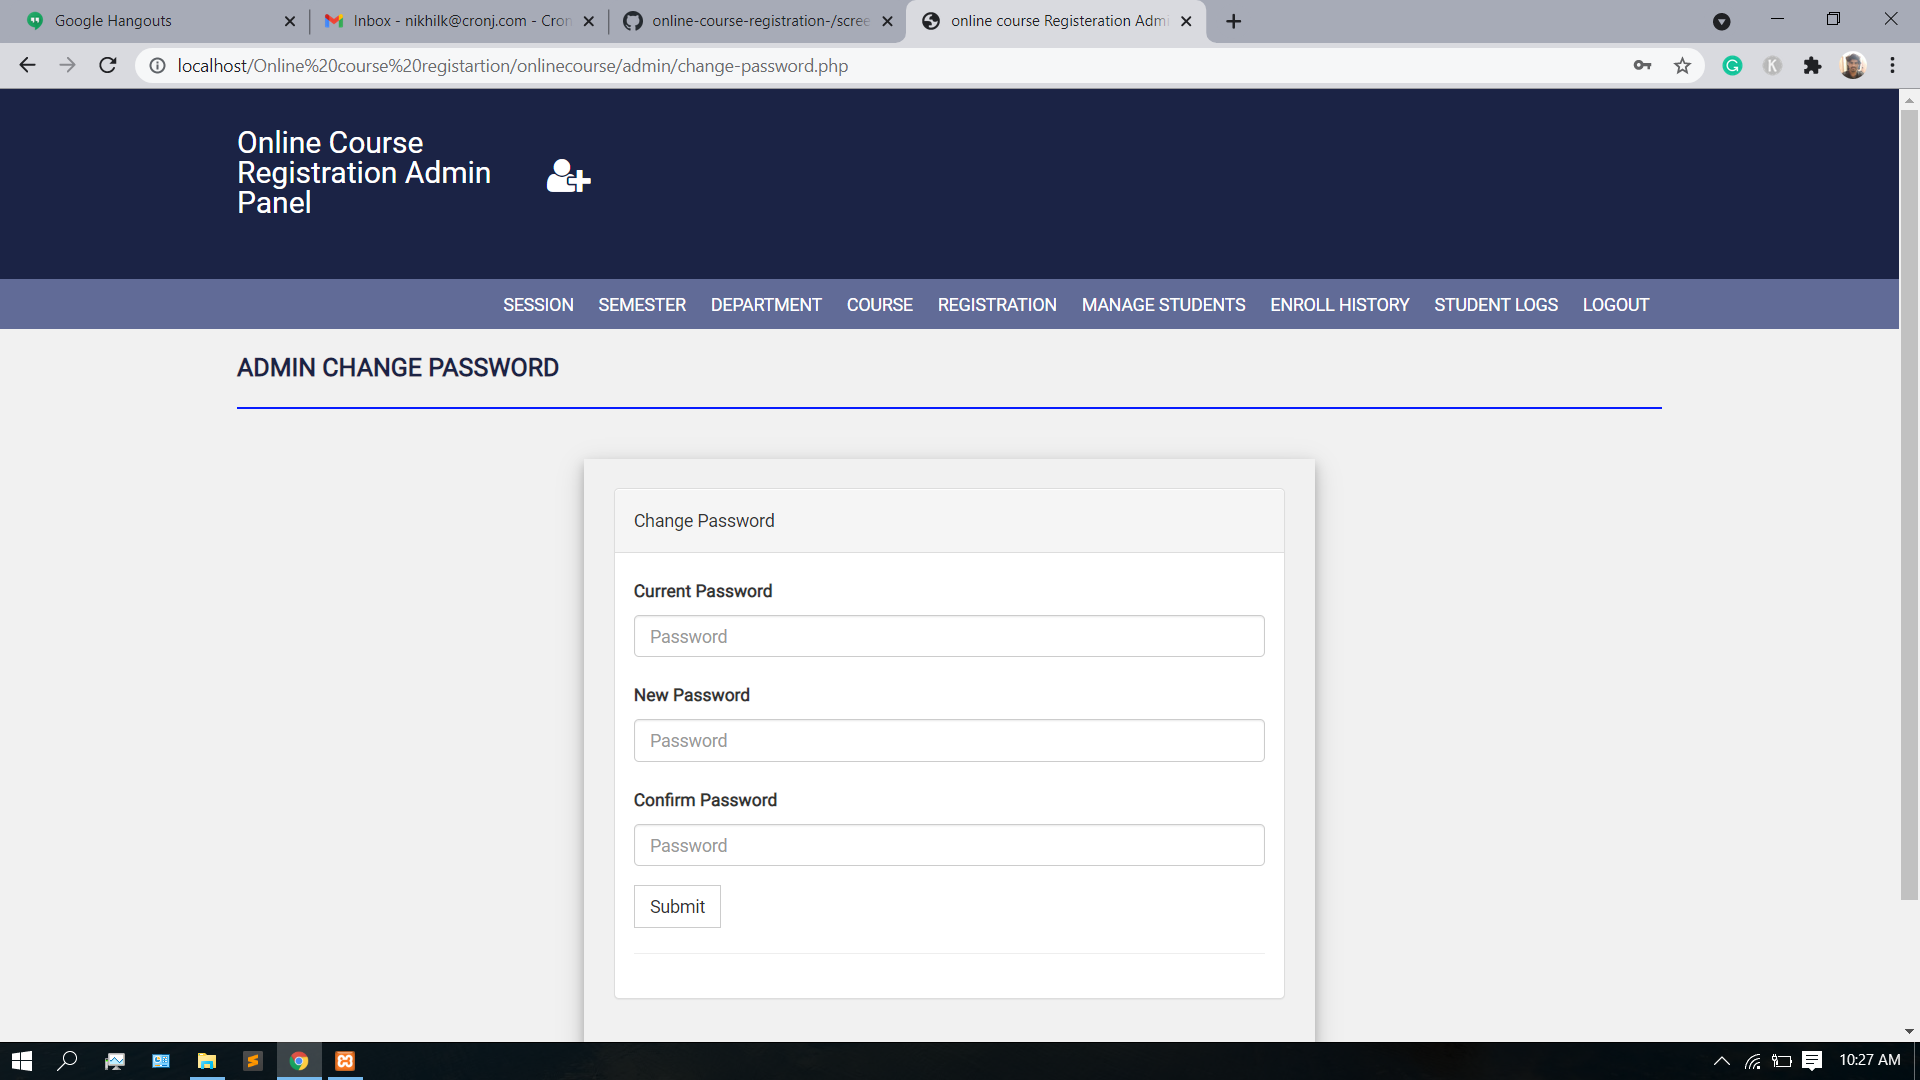 Google Hangouts
Inbox - nikhilk@cronj.com - Cron
online-course-registration-/scree
online course Registeration Admi
localhost/Online%20course%20registartion/onlinecourse/admin/change-password.php
Online Course
Registration Admin
Panel
SESSION SEMESTER DEPARTMENT COURSE REGISTRATION MANAGE STUDENTS ENROLL HISTORY STUDENT LOGS LOGOUT
ADMIN CHANGE PASSWORD
Change Password
Current Password
Password
New Password
Password
Confirm Password
Password
Submit
10:27 AM